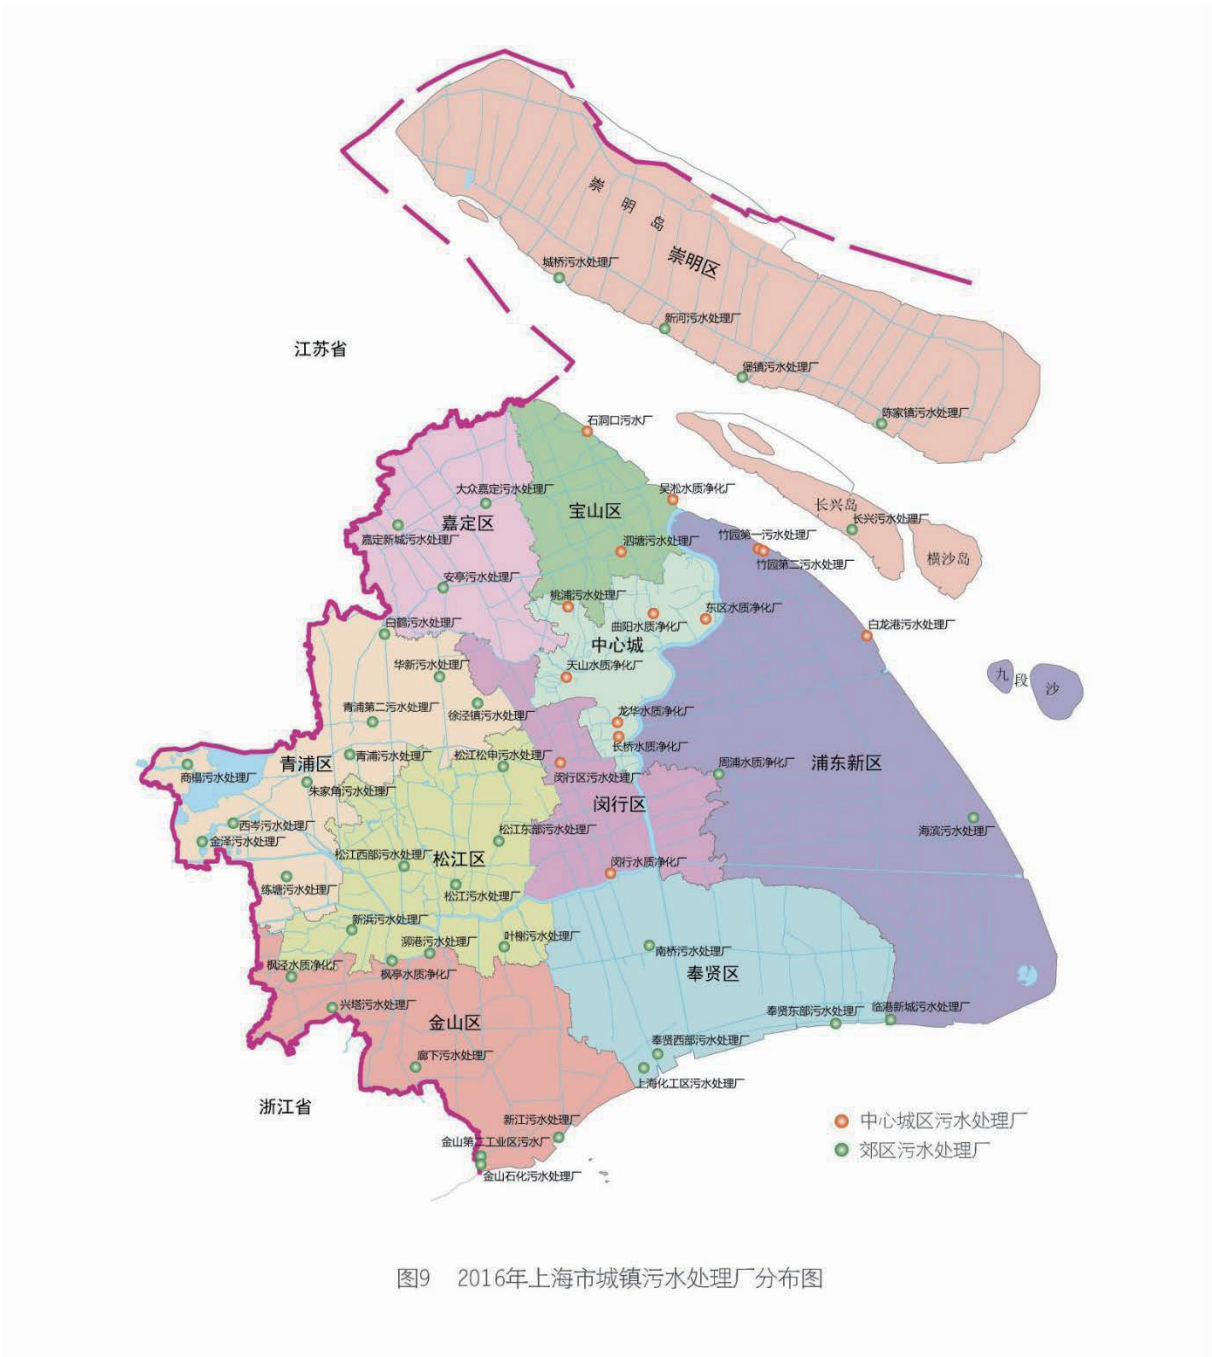 崇明岛
崇明区
城桥污水处理厂
新河污水处理厂
江苏省
堡镇污水处理厂
陈家镇污水处理厂
石洞口污水厂
大众嘉定污水处理厂
吴淞水质净化厂
长兴岛
宝山区
嘉定区
长兴污水处理厂
嘉定新城污水处理厂
泗塘污水处理厂
竹园第一污水处理厂
竹园第二污水处理厂
横沙岛
安亭污水处理厂
桃浦污水处理厂
东区水质净化厂
白鹤污水处理厂
曲阳水质净化厂
白龙港污水处理厂
中心城
华新污水处理厂
天山水质净化厂
九段沙
青浦第二污水处理厂
徐泾镇污水处理厂
龙华水质净化厂
长桥水质净化厂
青浦区
青浦污水处理厂
松江松申污水处理厂
周浦水质净化厂
浦东新区
商榻污水处理厂
闵行区污水处理厂
朱家角污水处理厂
闵行区
西岑污水处理厂
松江东部污水处理厂
海滨污水处理厂
金泽污水处理厂
松江西部污水处理厂
松江区
闵行水质净化厂
练塘污水处理厂
松江污水处理厂
新浜污水处理厂
泖港污水处理厂
叶榭污水处理厂
南桥污水处理厂
枫泾水质净化厂
枫亭水质净化厂
奉贤区
兴塔污水处理厂
金山区
奉贤东部污水处理厂
临港新城污水处理厂
廊下污水处理厂
奉贤西部污水处理厂
上海化工区污水处理厂
浙江省
新江污水处理厂
金山第二工业区污水厂
金山石化污水处理厂
中心城区污水处理厂
郊区污水处理厂
图9 2016年上海市城镇污水处理厂分布图